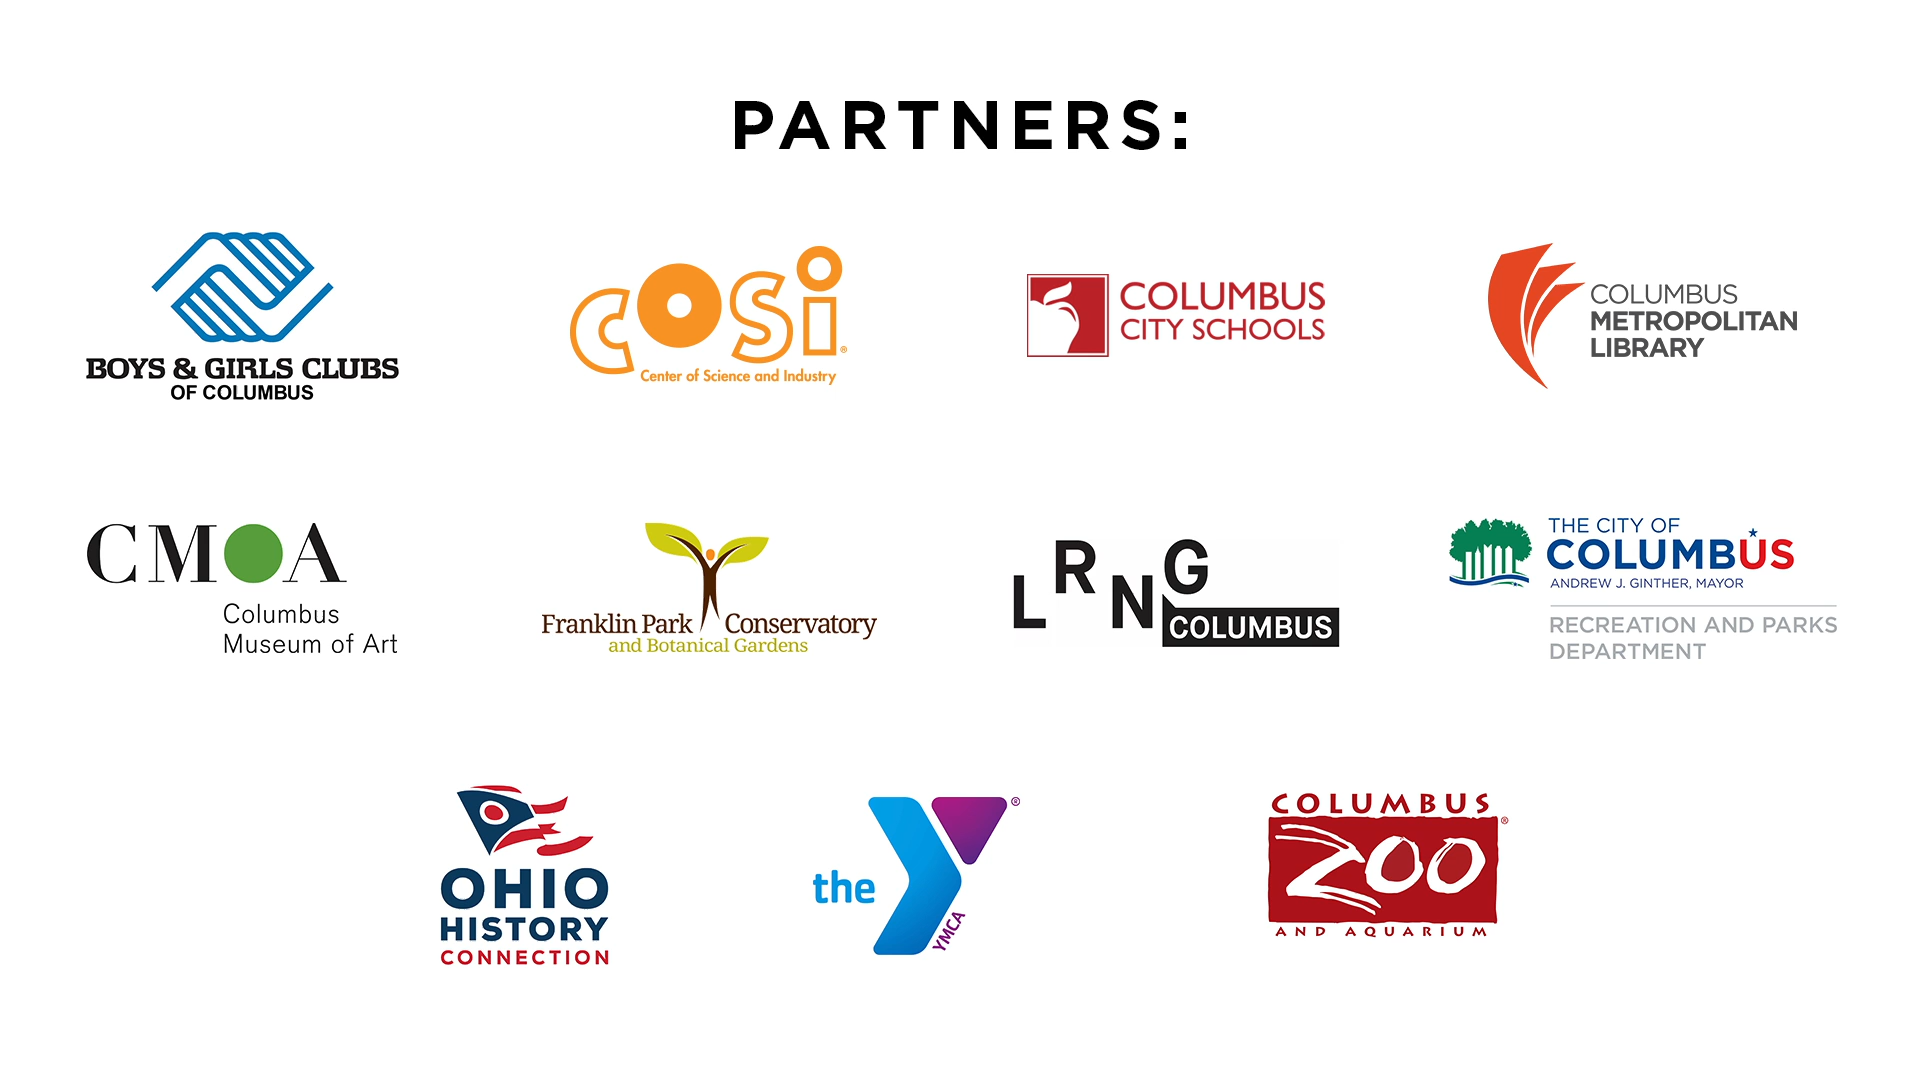 PARTNERS:
BOYS & GIRLS CLUBS
OF COLUMBUS
COSi®
Center of Science and Industry
COLUMBUS
CITY SCHOOLS
COLUMBUS
METROPOLITAN
LIBRARY
CMOA
Columbus
Museum of Art
Franklin Park Conservatory
and Botanical Gardens
LRNG
COLUMBUS
THE CITY OF
COLUMBUS
ANDREW J. GINTHER, MAYOR
RECREATION AND PARKS
DEPARTMENT
OHIO
HISTORY
CONNECTION
the Y®
YMCA
COLUMBUS
ZOO®
AND AQUARIUM